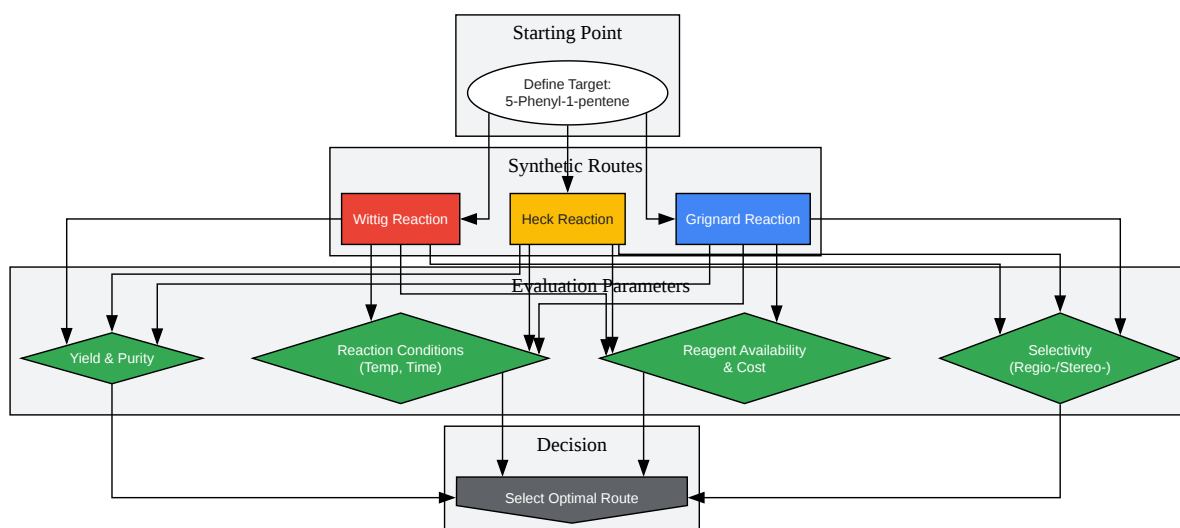 Starting Point
Define Target:
5-Phenyl-1-pentene
Synthetic Routes
Wittig Reaction
Heck Reaction
Grignard Reaction
Evaluation Parameters
Yield & Purity
Reaction Conditions
(Temp, Time)
Reagent Availability
& Cost
Selectivity
(Regio-/Stereo-)
Decision
Select Optimal Route